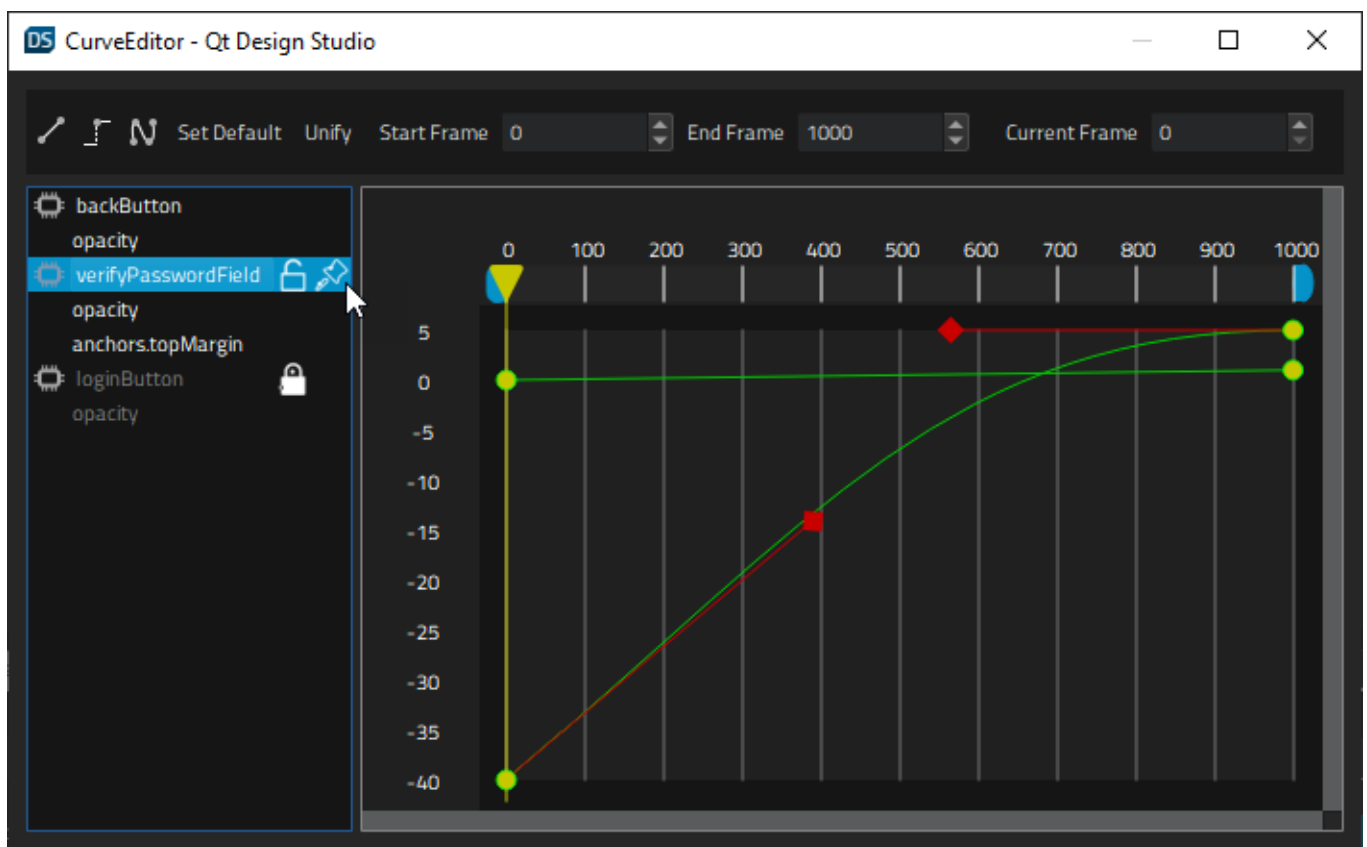 DS CurveEditor - Qt Design Studio
Set Default Unify Start Frame 0 End Frame 1000 Current Frame 0
backButton
opacity
verifyPasswordField
opacity
anchors.topMargin
loginButton
opacity
0 100 200 300 400 500 600 700 800 900 1000
5
0
-5
-10
-15
-20
-25
-30
-35
-40